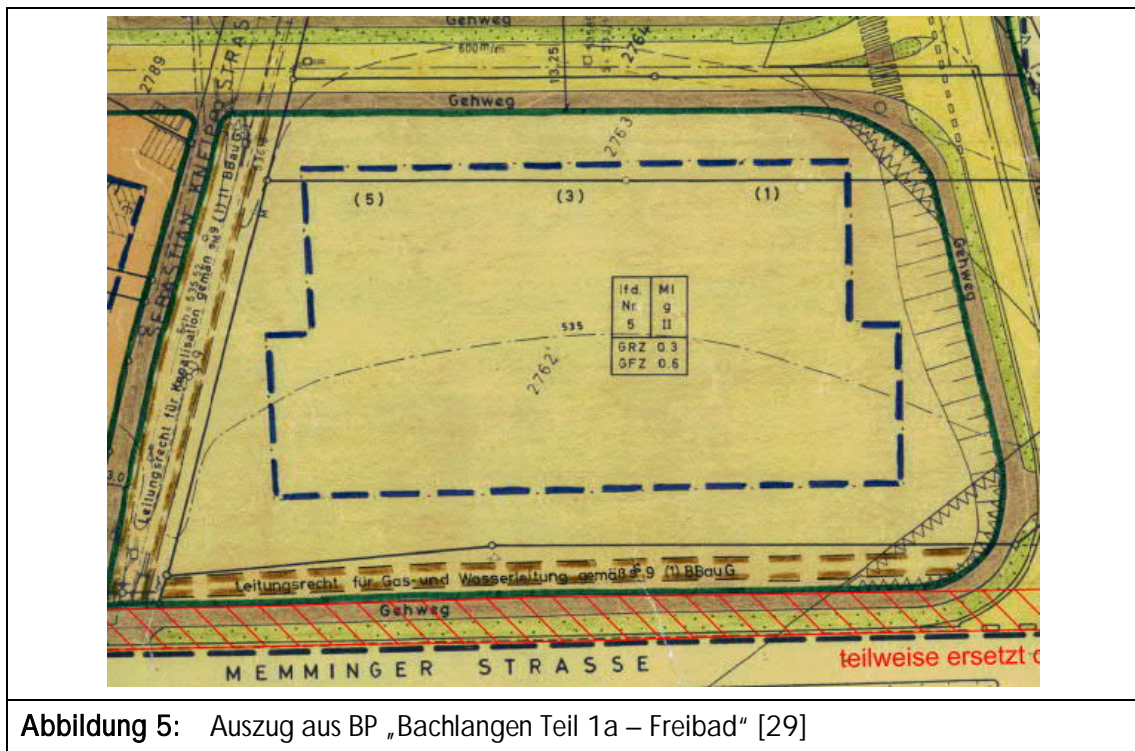 Gehweg
600 m/m
2764
13,25
2789
Gehweg
SEBASTIAN KNEIPP STRAS
2763
Leitungsrecht für Kanalisation gemäß § 9 (1) 11 BBauG
(5) (3) (1)
Gehweg
lfd. MI
Nr. g
5 II
GRZ 0.3
GFZ 0.6
535
2762
Leitungsrecht für Gas- und Wasserleitung gemäß § 9 (1) BBauG
Gehweg
MEMMINGER STRASSE
teilweise ersetzt d
Abbildung 5: Auszug aus BP „Bachlangen Teil 1a – Freibad“ [29]